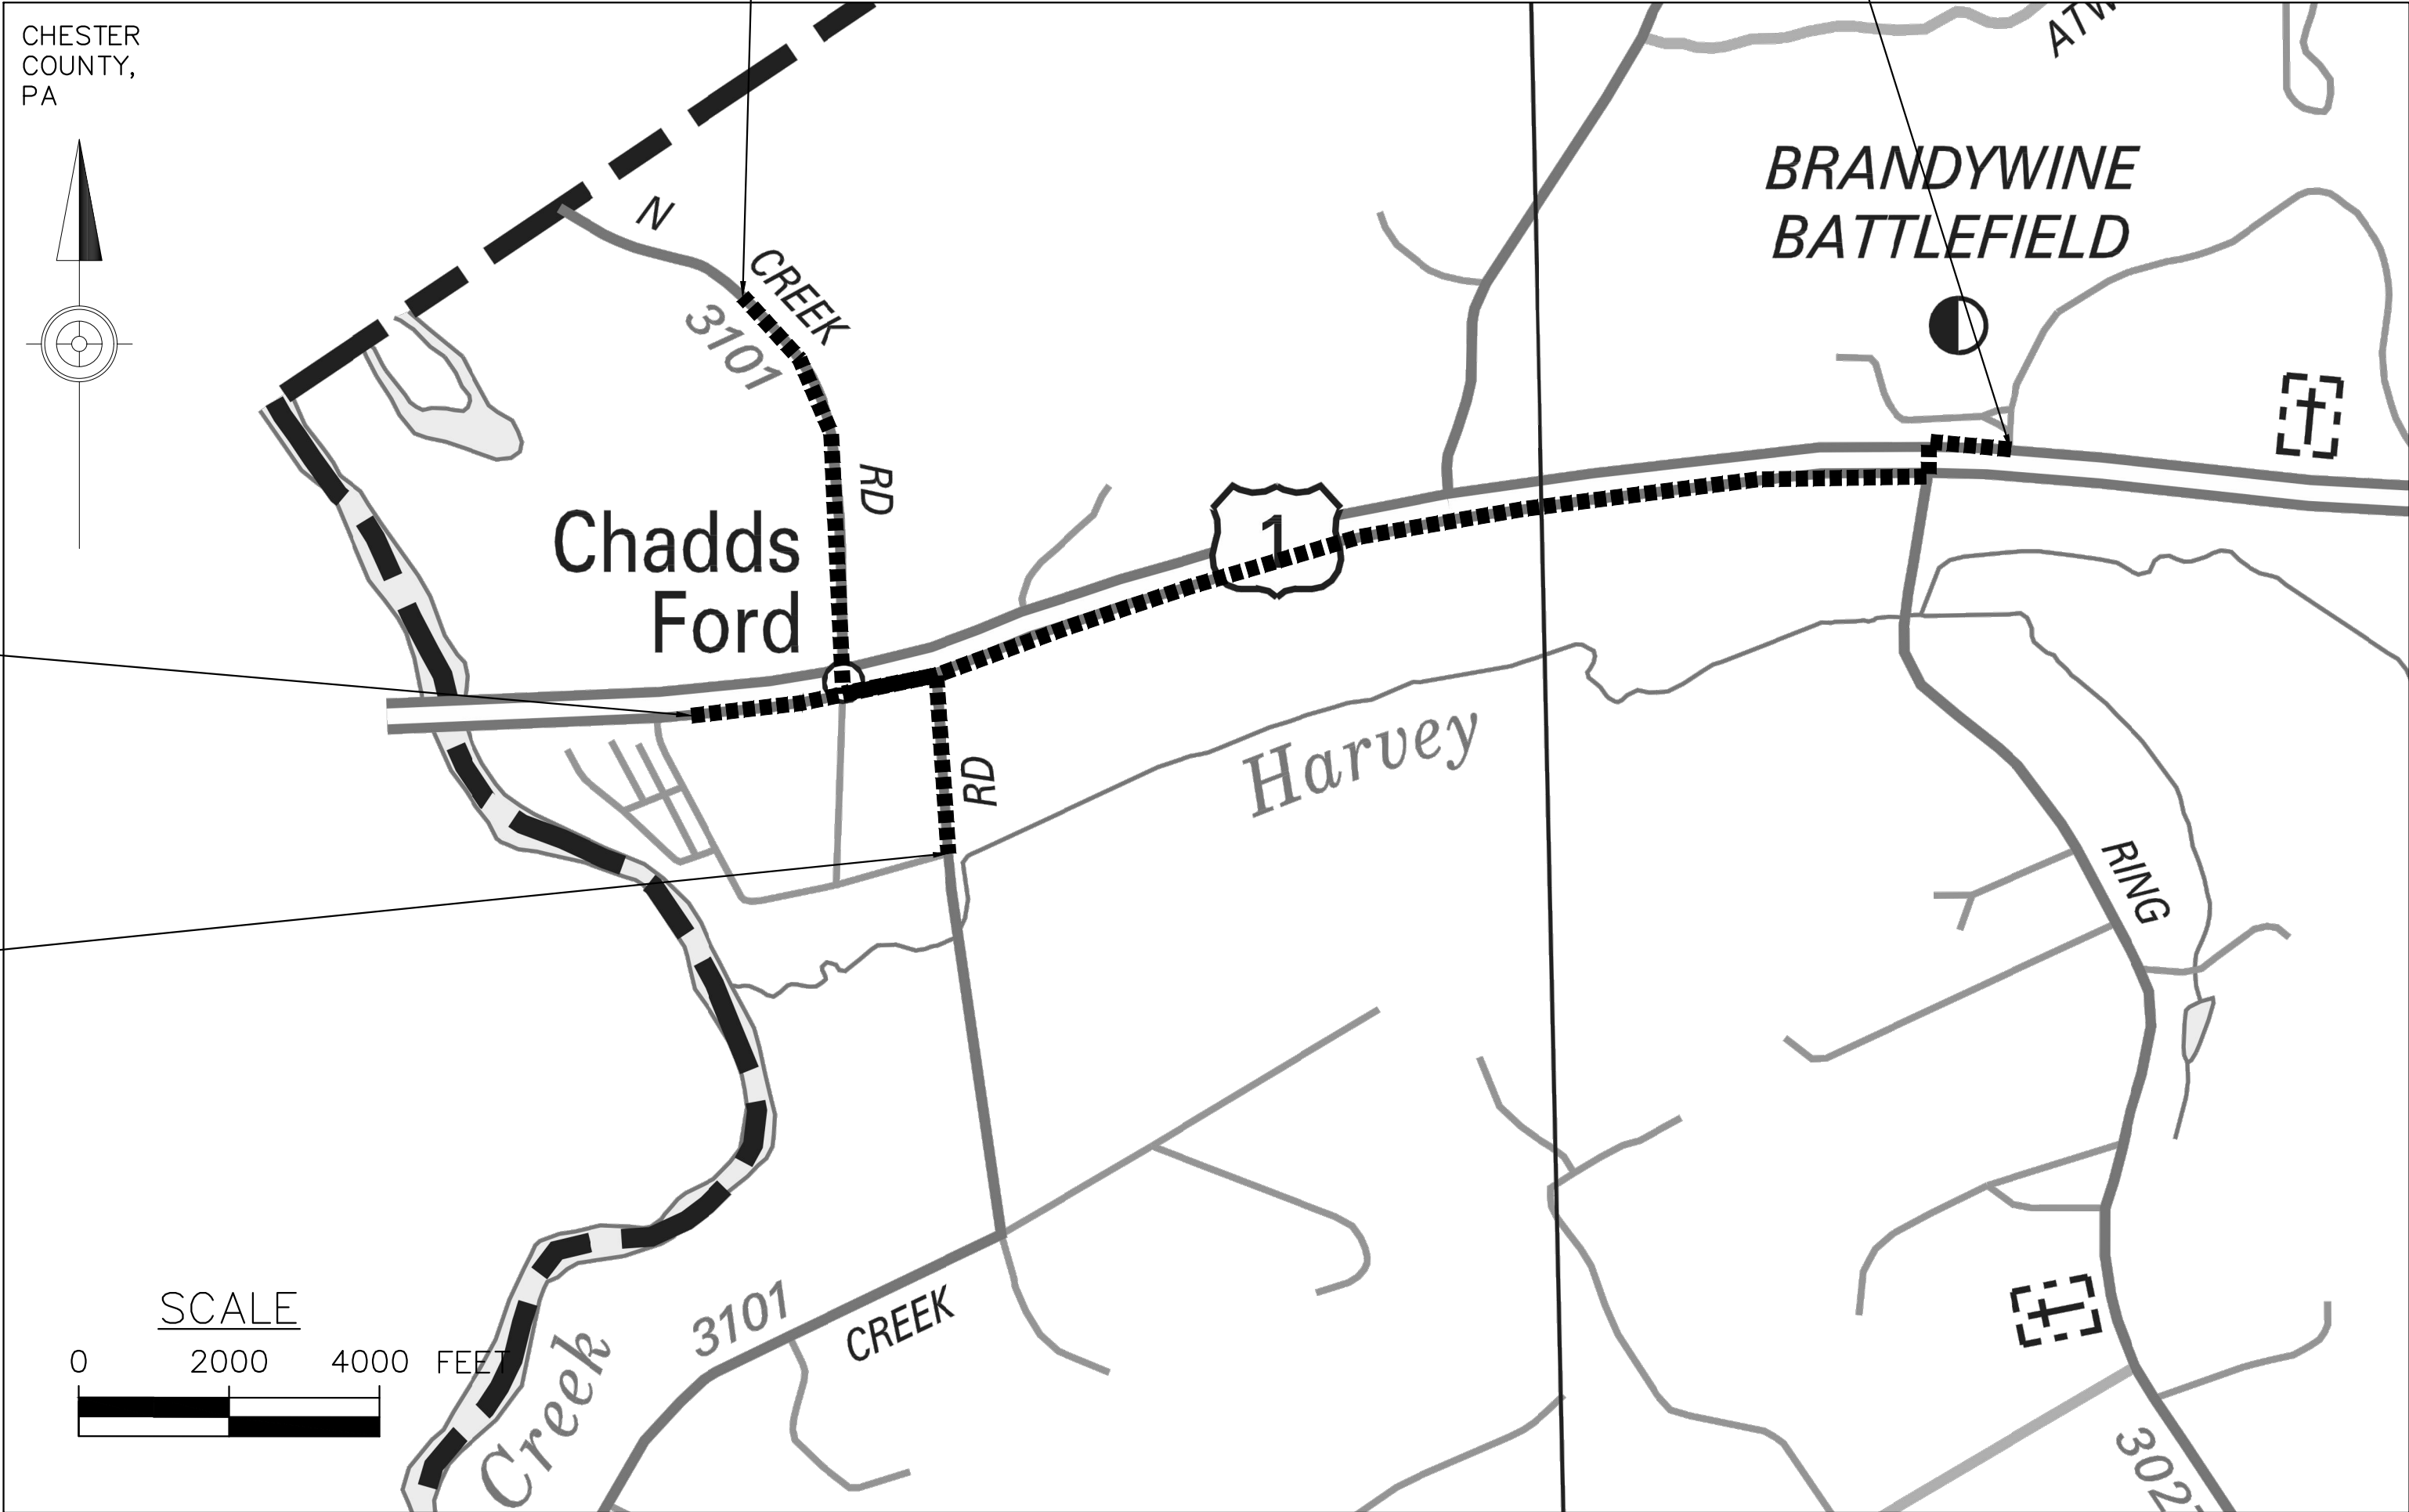 CHESTER
COUNTY,
PA
BRANDYWINE
BATTLEFIELD
N
CREEK
3101
RD
Chadds
Ford
1
RD
Harvey
RING
SCALE
0 2000 4000 FEET
3101
CREEK
Creek